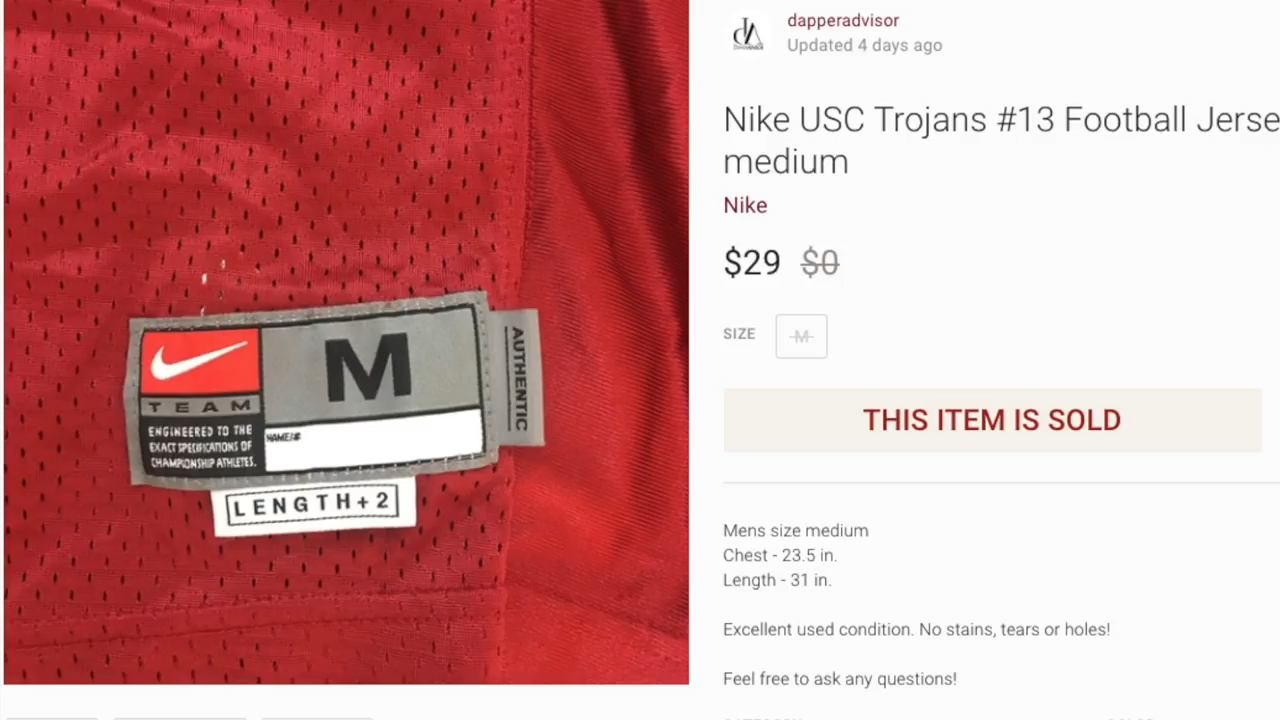 TEAM
ENGINEERED TO THE
EXACT SPECIFICATIONS OF
CHAMPIONSHIP ATHLETES.
M
NAME/#
AUTHENTIC
LENGTH+2
dapperadvisor
Updated 4 days ago
Nike USC Trojans #13 Football Jerse
medium
Nike
$29 $0
SIZE M
THIS ITEM IS SOLD
Mens size medium
Chest - 23.5 in.
Length - 31 in.
Excellent used condition. No stains, tears or holes!
Feel free to ask any questions!